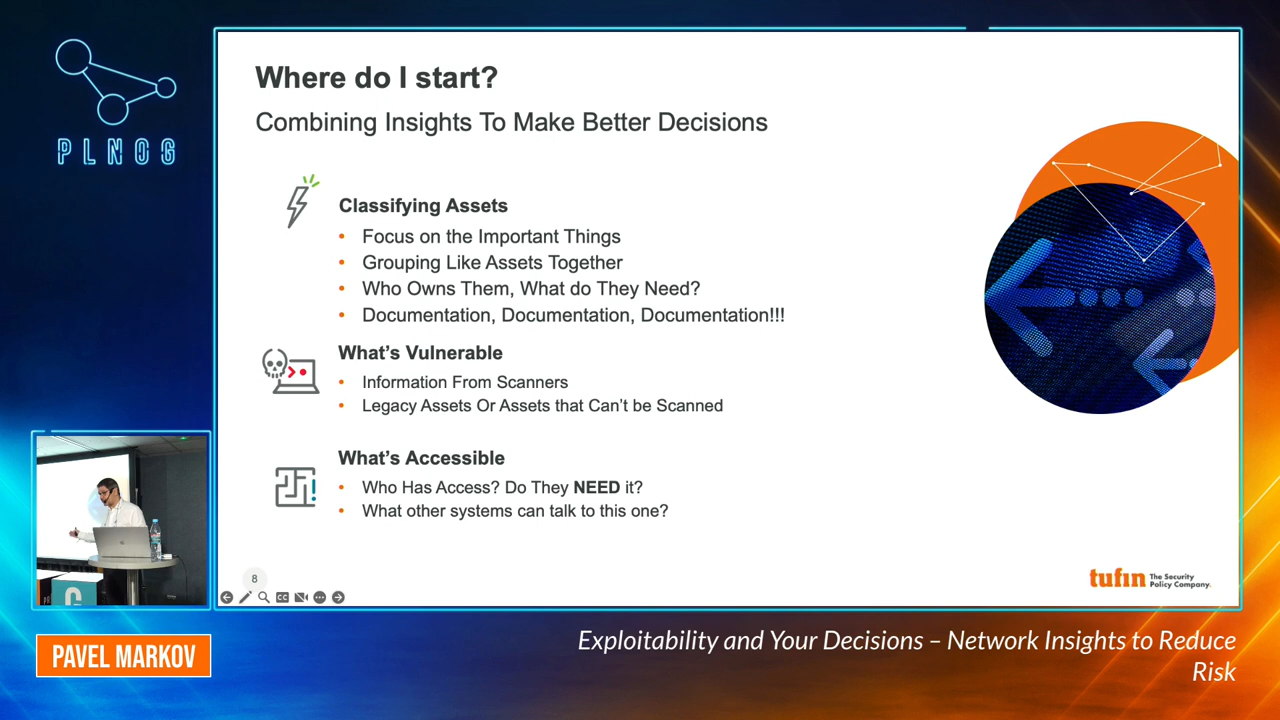 PLNOG
Where do I start?
Combining Insights To Make Better Decisions
Classifying Assets
• Focus on the Important Things
• Grouping Like Assets Together
• Who Owns Them, What do They Need?
• Documentation, Documentation, Documentation!!!
What's Vulnerable
• Information From Scanners
• Legacy Assets Or Assets that Can't be Scanned
What's Accessible
• Who Has Access? Do They NEED it?
• What other systems can talk to this one?
8
CC
tufin The Security
Policy Company.
PAVEL MARKOV
Exploitability and Your Decisions – Network Insights to Reduce
Risk